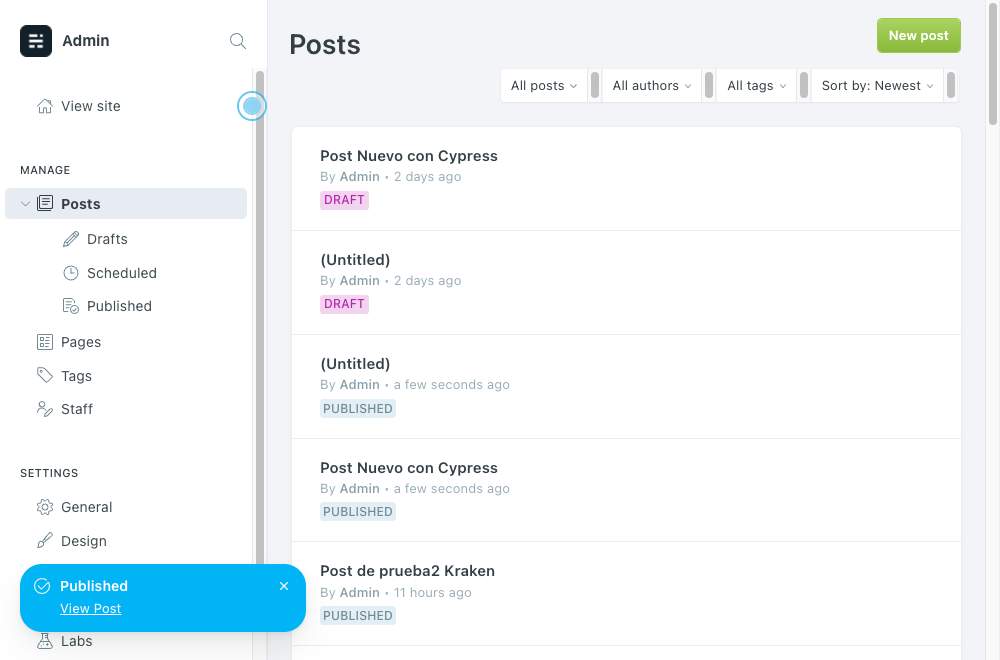 Admin
View site
MANAGE
Posts
Drafts
Scheduled
Published
Pages
Tags
Staff
SETTINGS
General
Design
Published
View Post
Labs
Posts
New post
All posts
All authors
All tags
Sort by: Newest
Post Nuevo con Cypress
By Admin • 2 days ago
DRAFT
(Untitled)
By Admin • 2 days ago
DRAFT
(Untitled)
By Admin • a few seconds ago
PUBLISHED
Post Nuevo con Cypress
By Admin • a few seconds ago
PUBLISHED
Post de prueba2 Kraken
By Admin • 11 hours ago
PUBLISHED